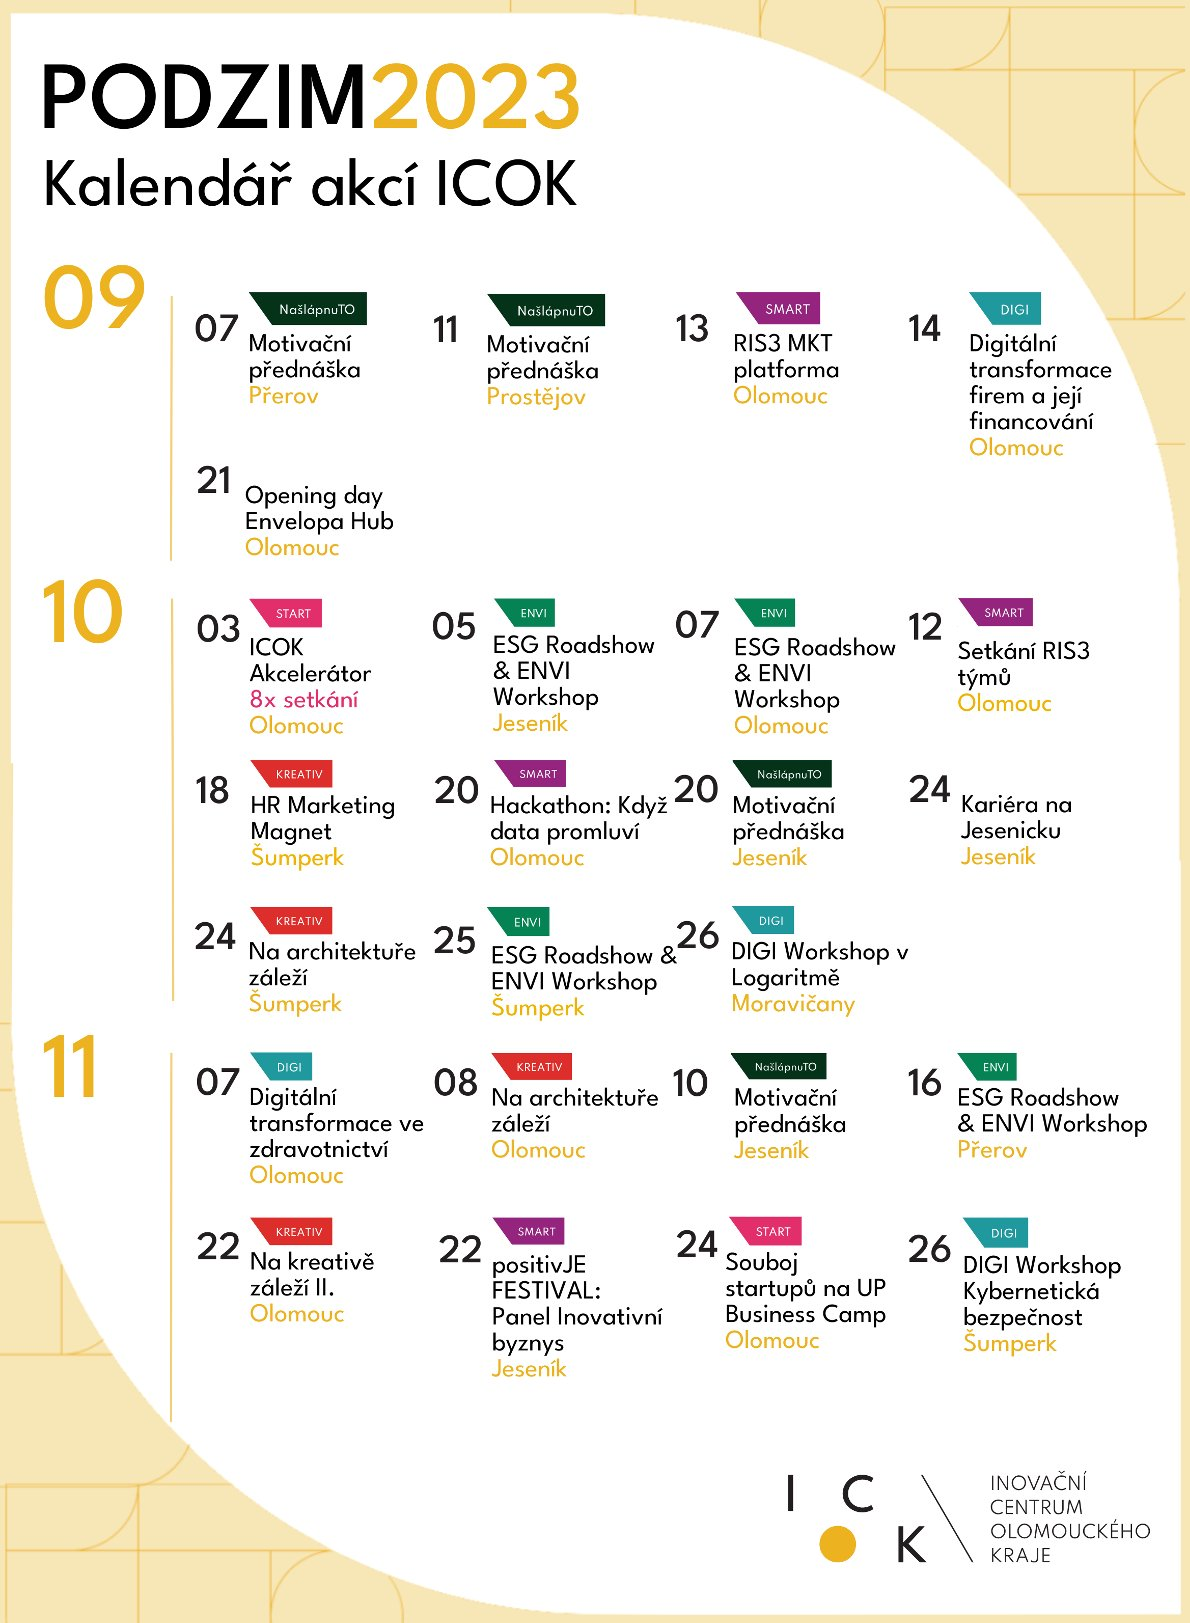 PODZIM2023
Kalendář akcí ICOK
09
07
NašlápnuTO
Motivační
přednáška
Přerov
11
NašlápnuTO
Motivační
přednáška
Prostějov
13
SMART
RIS3 MKT
platforma
Olomouc
14
DIGI
Digitální
transformace
firem a její
financování
Olomouc
21
Opening day
Envelopa Hub
Olomouc
10
03
START
ICOK
Akcelerátor
8x setkání
Olomouc
05
ENVI
ESG Roadshow
& ENVI
Workshop
Jeseník
07
ENVI
ESG Roadshow
& ENVI
Workshop
Olomouc
12
SMART
Setkání RIS3
týmů
Olomouc
18
KREATIV
HR Marketing
Magnet
Šumperk
20
SMART
Hackathon: Když
data promluví
Olomouc
20
NašlápnuTO
Motivační
přednáška
Jeseník
24
Kariéra na
Jesenicku
Jeseník
24
KREATIV
Na architektuře
záleží
Šumperk
25
ENVI
ESG Roadshow &
ENVI Workshop
Šumperk
26
DIGI
DIGI Workshop v
Logaritmě
Moravičany
11
07
DIGI
Digitální
transformace ve
zdravotnictví
Olomouc
08
KREATIV
Na architektuře
záleží
Olomouc
10
NašlápnuTO
Motivační
přednáška
Jeseník
16
ENVI
ESG Roadshow
& ENVI Workshop
Přerov
22
KREATIV
Na kreativě
záleží II.
Olomouc
22
SMART
positivJE
FESTIVAL:
Panel Inovativní
byznys
Jeseník
24
START
Souboj
startupů na UP
Business Camp
Olomouc
26
DIGI
DIGI Workshop
Kybernetická
bezpečnost
Šumperk
I C
K
INOVAČNÍ
CENTRUM
OLOMOUCKÉHO
KRAJE